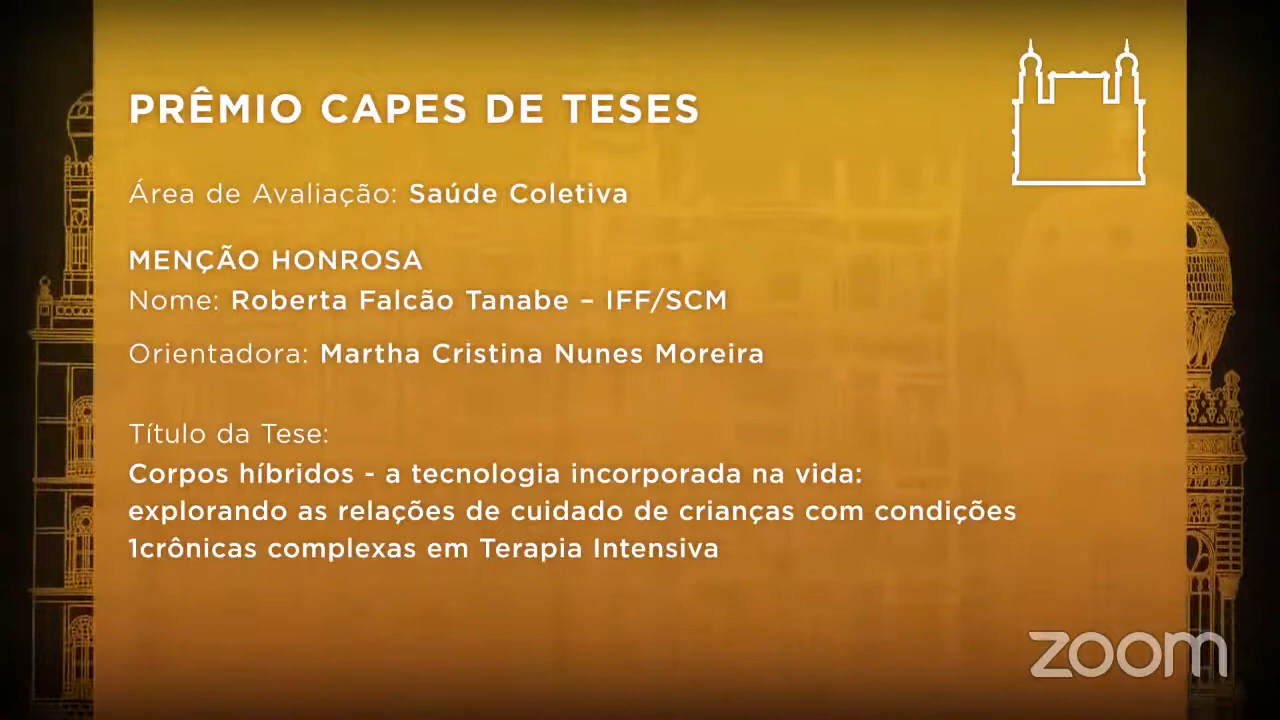 PRÊMIO CAPES DE TESES
Área de Avaliação: Saúde Coletiva
MENÇÃO HONROSA
Nome: Roberta Falcão Tanabe – IFF/SCM
Orientadora: Martha Cristina Nunes Moreira
Título da Tese:
Corpos híbridos - a tecnologia incorporada na vida:
explorando as relações de cuidado de crianças com condições
1crônicas complexas em Terapia Intensiva
zoom